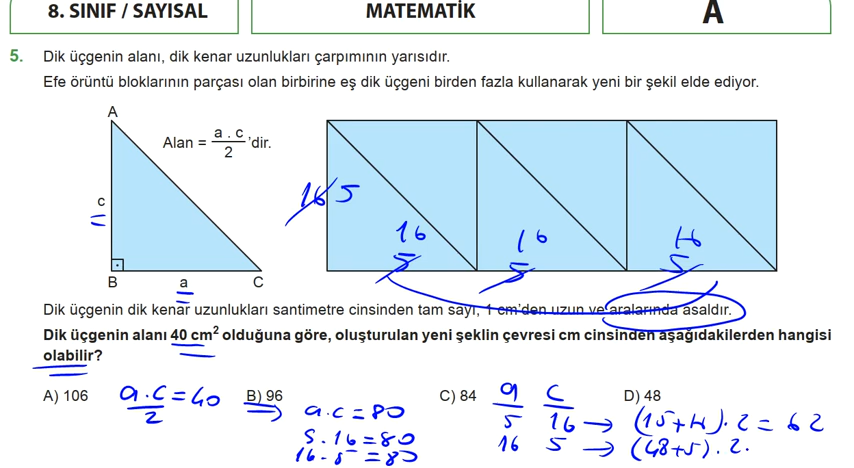 8. SINIF / SAYISAL
MATEMATİK
A
5. Dik üçgenin alanı, dik kenar uzunlukları çarpımının yarısıdır.
Efe örüntü bloklarının parçası olan birbirine eş dik üçgeni birden fazla kullanarak yeni bir şekil elde ediyor.
A
Alan = a . c / 2 'dir.
c
B
a
C
16 5
16 16 16
5 5 5
Dik üçgenin dik kenar uzunlukları santimetre cinsinden tam sayı, 1 cm'den uzun ve aralarında asaldır.
Dik üçgenin alanı 40 cm² olduğuna göre, oluşturulan yeni şeklin çevresi cm cinsinden aşağıdakilerden hangisi
olabilir?
A) 106 B) 96 C) 84 D) 48
a.c / 2 = 40
=> a.c = 80
5.16 = 80
16.5 = 80
a c
5 16 → (15+16).2 = 62
16 5 → (48+5).2.